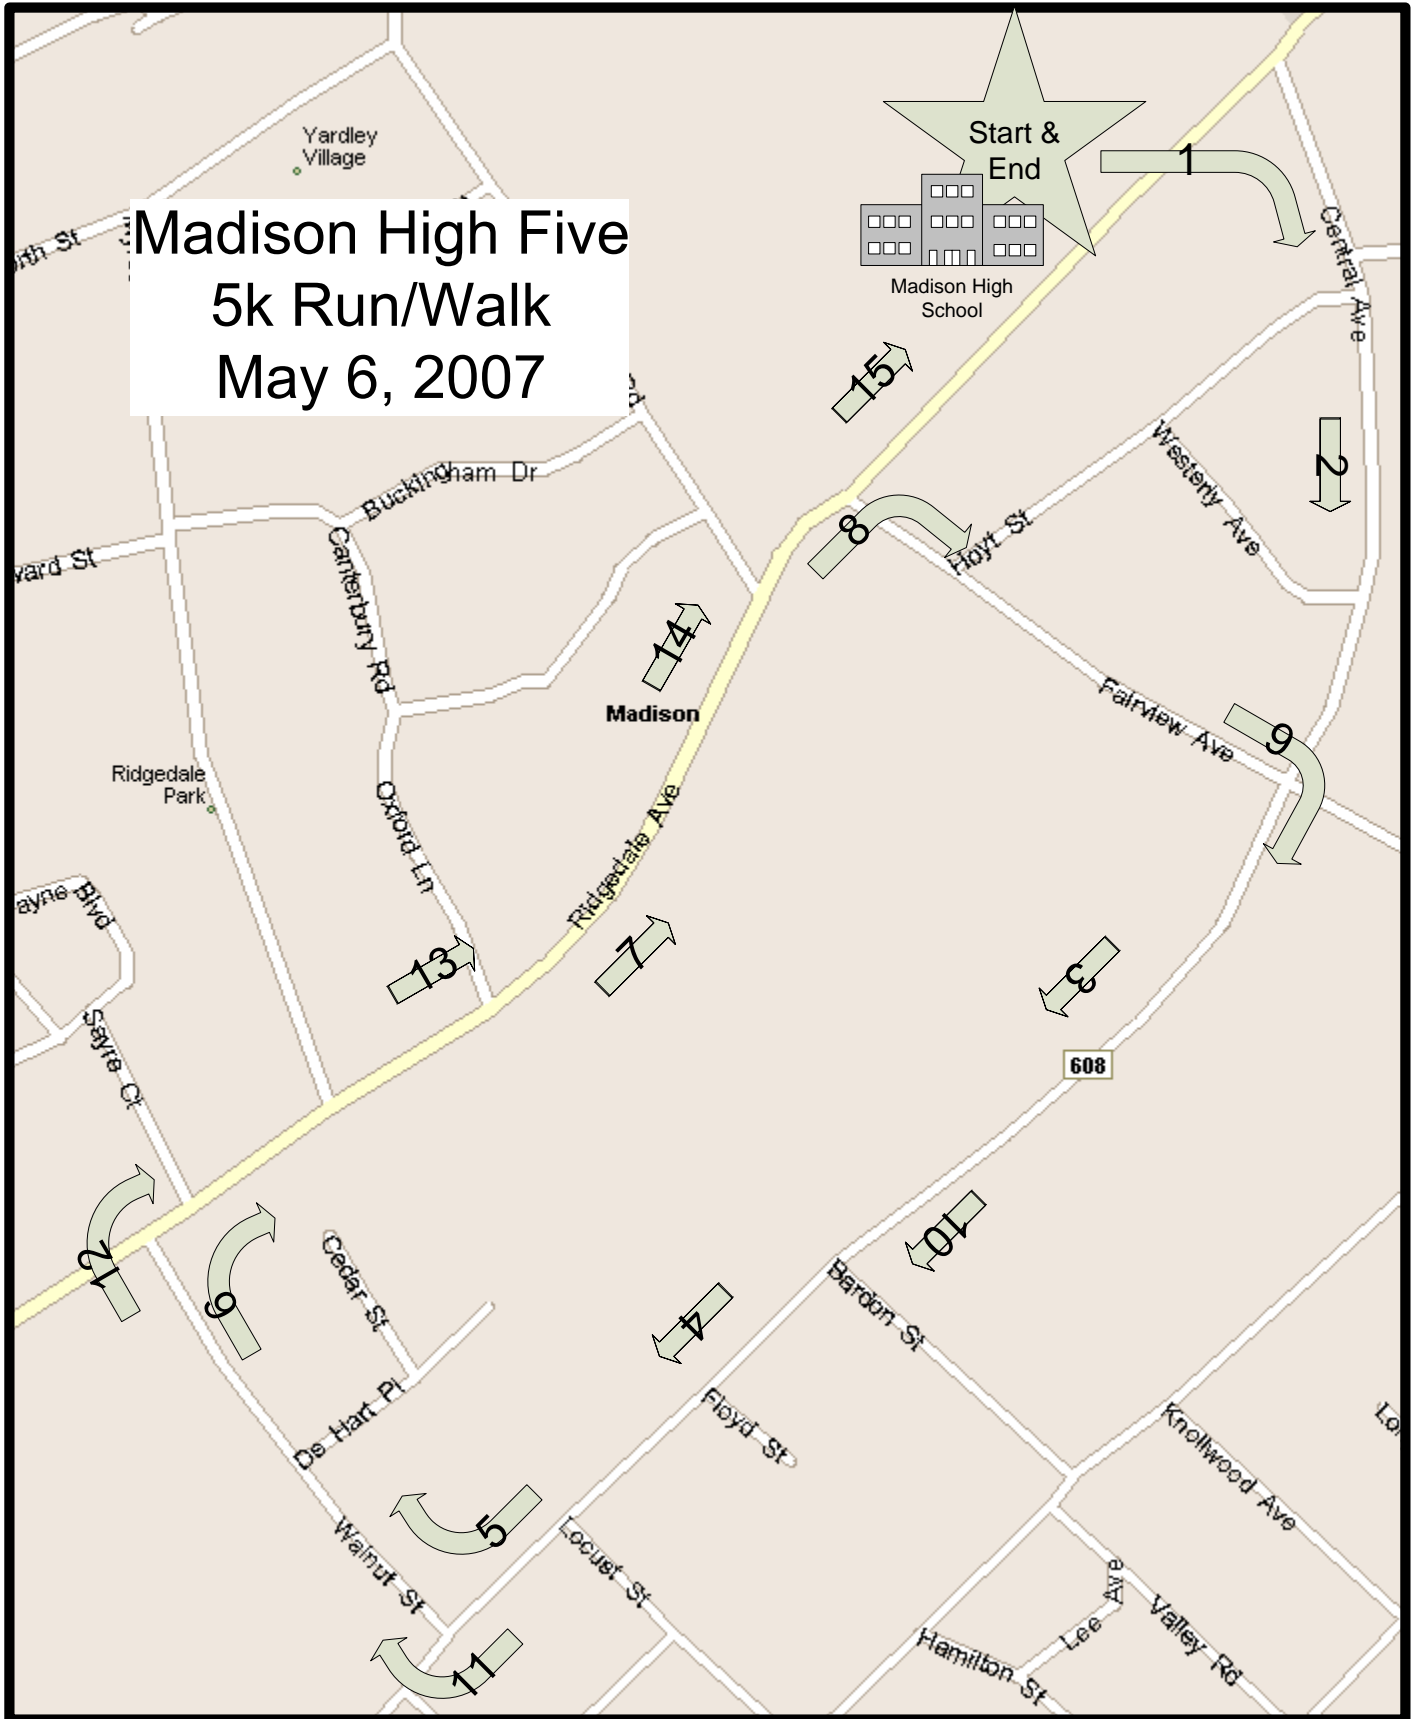 Start &
End
1
Yardley
Village
Central Ave
Madison High Five
5k Run/Walk
May 6, 2007
Madison High
School
15
2
Westerly Ave
Buckingham Dr
8
Hoyt St
Canterbury Rd
14
Madison
Fairview Ave
9
Ridgedale
Park
Oxford Ln
Ridgedale Ave
Blvd
13
7
3
Sayre Ct
608
12
6
Cedar St
10
4
Bardon St
De Hart Pl
Floyd St
Knollwood Ave
5
Walnut St
Locust St
11
Lee Ave
Valley Rd
Hamilton St